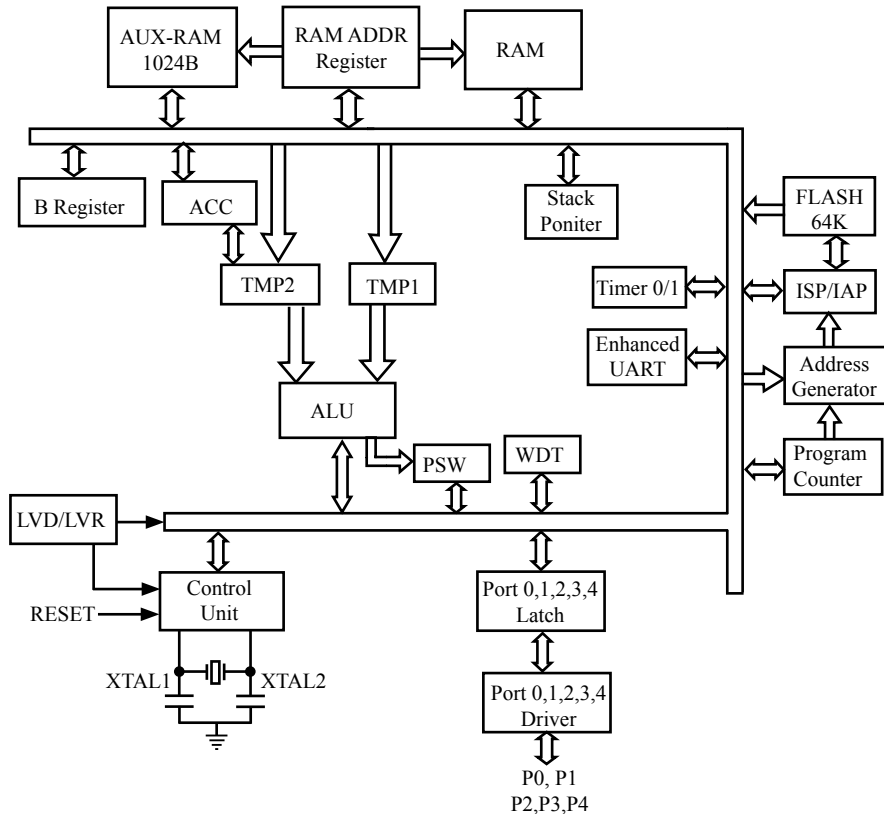 AUX-RAM
1024B
RAM ADDR
Register
RAM
B Register
ACC
Stack
Poniter
FLASH
64K
TMP2
TMP1
Timer 0/1
ISP/IAP
Enhanced
UART
Address
Generator
ALU
PSW
WDT
Program
Counter
LVD/LVR
Control
Unit
RESET
Port 0,1,2,3,4
Latch
XTAL1
XTAL2
Port 0,1,2,3,4
Driver
P0, P1
P2,P3,P4